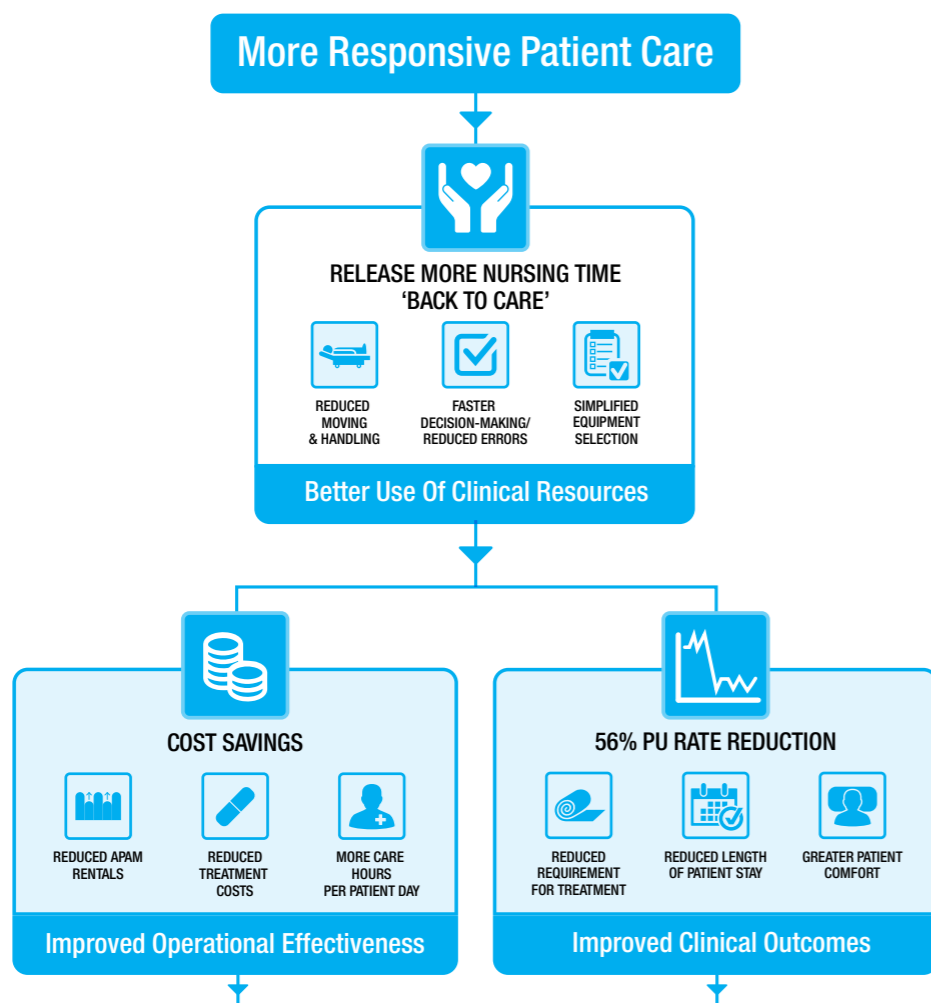 More Responsive Patient Care
RELEASE MORE NURSING TIME
‘BACK TO CARE’
REDUCED
MOVING
& HANDLING
FASTER
DECISION-MAKING/
REDUCED ERRORS
SIMPLIFIED
EQUIPMENT
SELECTION
Better Use Of Clinical Resources
COST SAVINGS
REDUCED APAM
RENTALS
REDUCED
TREATMENT
COSTS
MORE CARE
HOURS
PER PATIENT DAY
Improved Operational Effectiveness
56% PU RATE REDUCTION
REDUCED
REQUIREMENT
FOR TREATMENT
REDUCED LENGTH
OF PATIENT STAY
GREATER PATIENT
COMFORT
Improved Clinical Outcomes